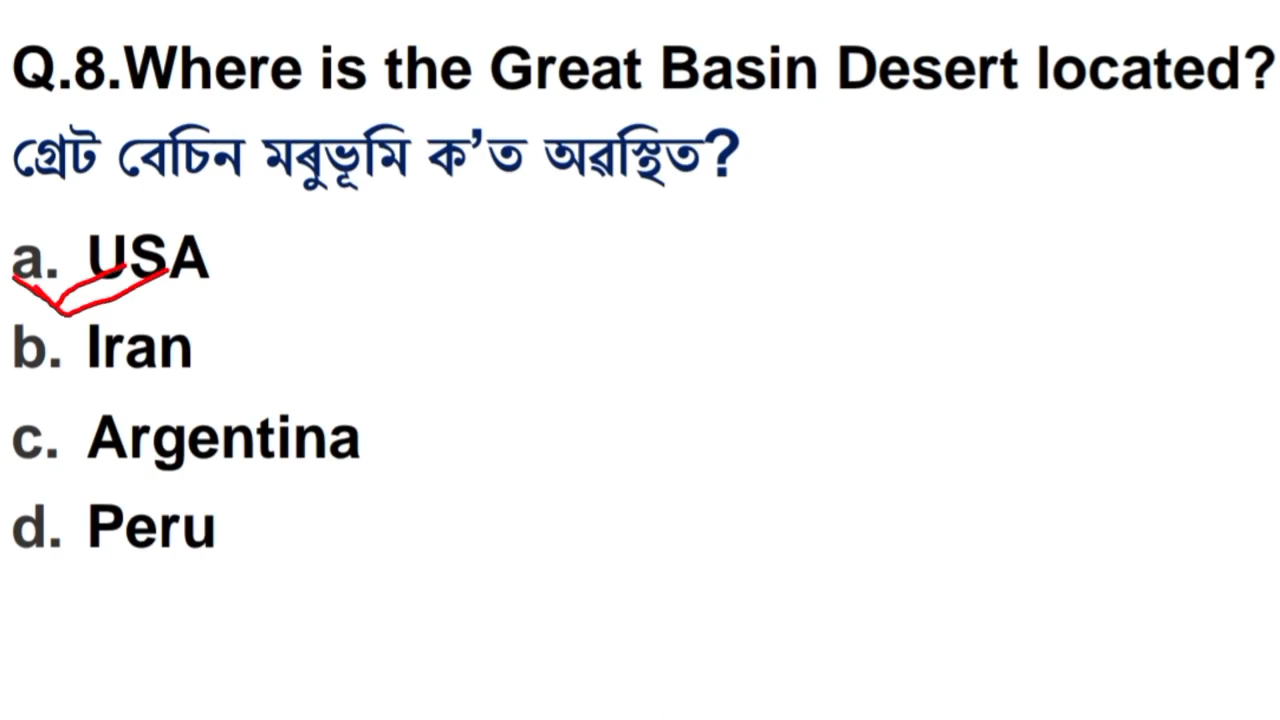 Q.8.Where is the Great Basin Desert located?
গ্ৰেট বেচিন মৰুভূমি ক’ত অৱস্থিত?
a. USA
b. Iran
c. Argentina
d. Peru